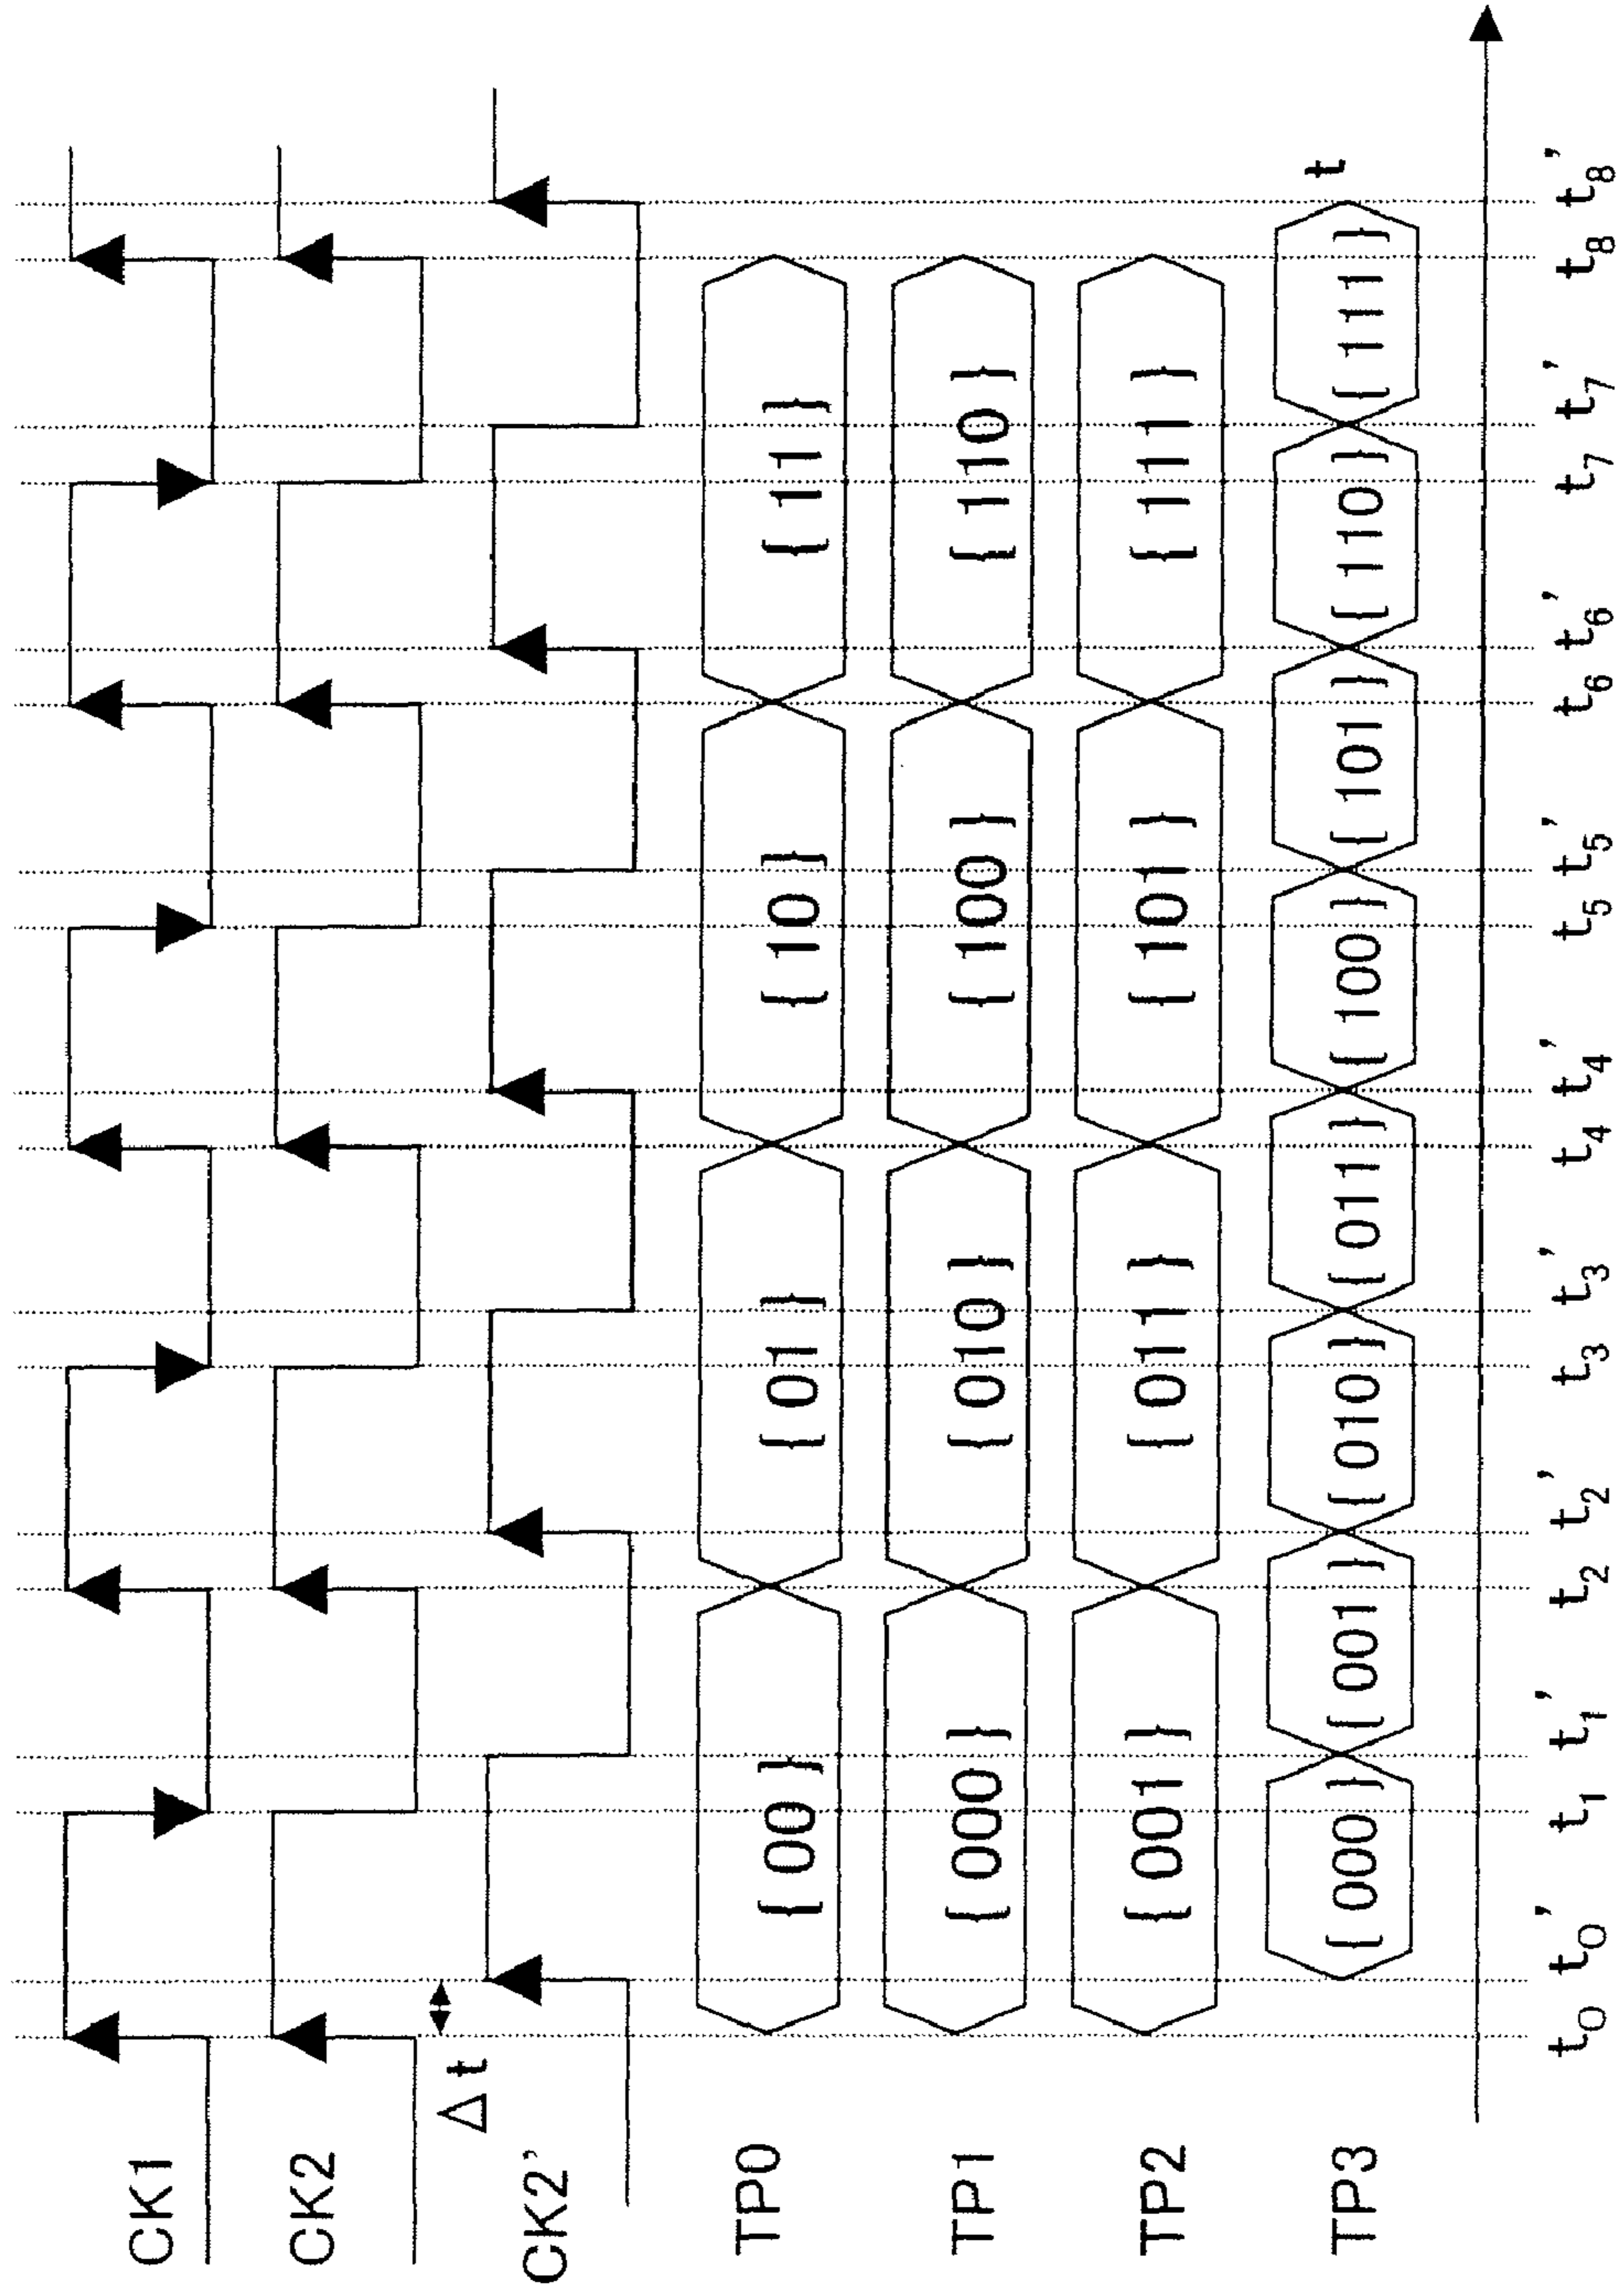 CK1
CK2
Δt
CK2'
TP0 { 00 } { 01 } { 10 } { 11 }
TP1 { 000 } { 010 } { 100 } { 110 }
TP2 { 001 } { 011 } { 101 } { 111 }
TP3 { 000 } { 001 } { 010 } { 011 } { 100 } { 101 } { 110 } { 111 } t
t0 t0' t1 t1' t2 t2' t3 t3' t4 t4' t5 t5' t6 t6' t7 t7' t8 t8'